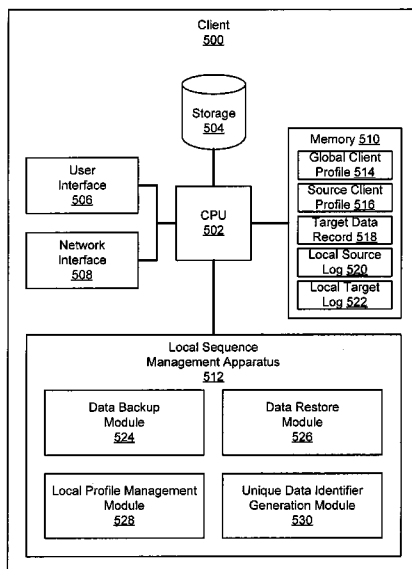 Client
500
Storage
504
User
Interface
506
Network
Interface
508
CPU
502
Memory 510
Global Client
Profile 514
Source Client
Profile 516
Target Data
Record 518
Local Source
Log 520
Local Target
Log 522
Local Sequence
Management Apparatus
512
Data Backup
Module
524
Data Restore
Module
526
Local Profile Management
Module
528
Unique Data Identifier
Generation Module
530